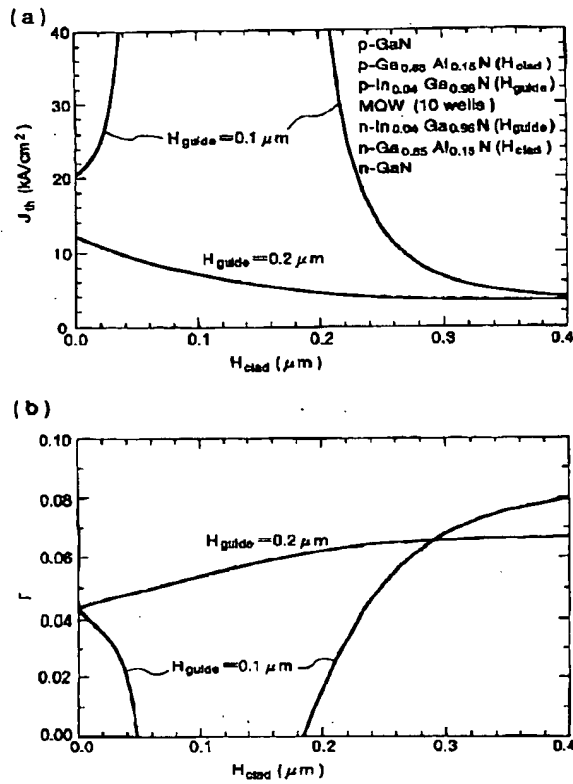 (a)
40
30
20
10
0
J_th (kA/cm²)
H_guide=0.1 μm
H_guide=0.2 μm
p-GaN
p-Ga0.85 Al0.15N (H_clad)
p-In0.04 Ga0.96N (H_guide)
MQW (10 wells)
n-In0.04 Ga0.96N (H_guide)
n-Ga0.85 Al0.15N (H_clad)
n-GaN
0.0 0.1 0.2 0.3 0.4
H_clad (μm)
(b)
0.10
0.08
0.06
0.04
0.02
0.00
Γ
H_guide=0.2 μm
H_guide=0.1 μm
0.0 0.1 0.2 0.3 0.4
H_clad (μm)